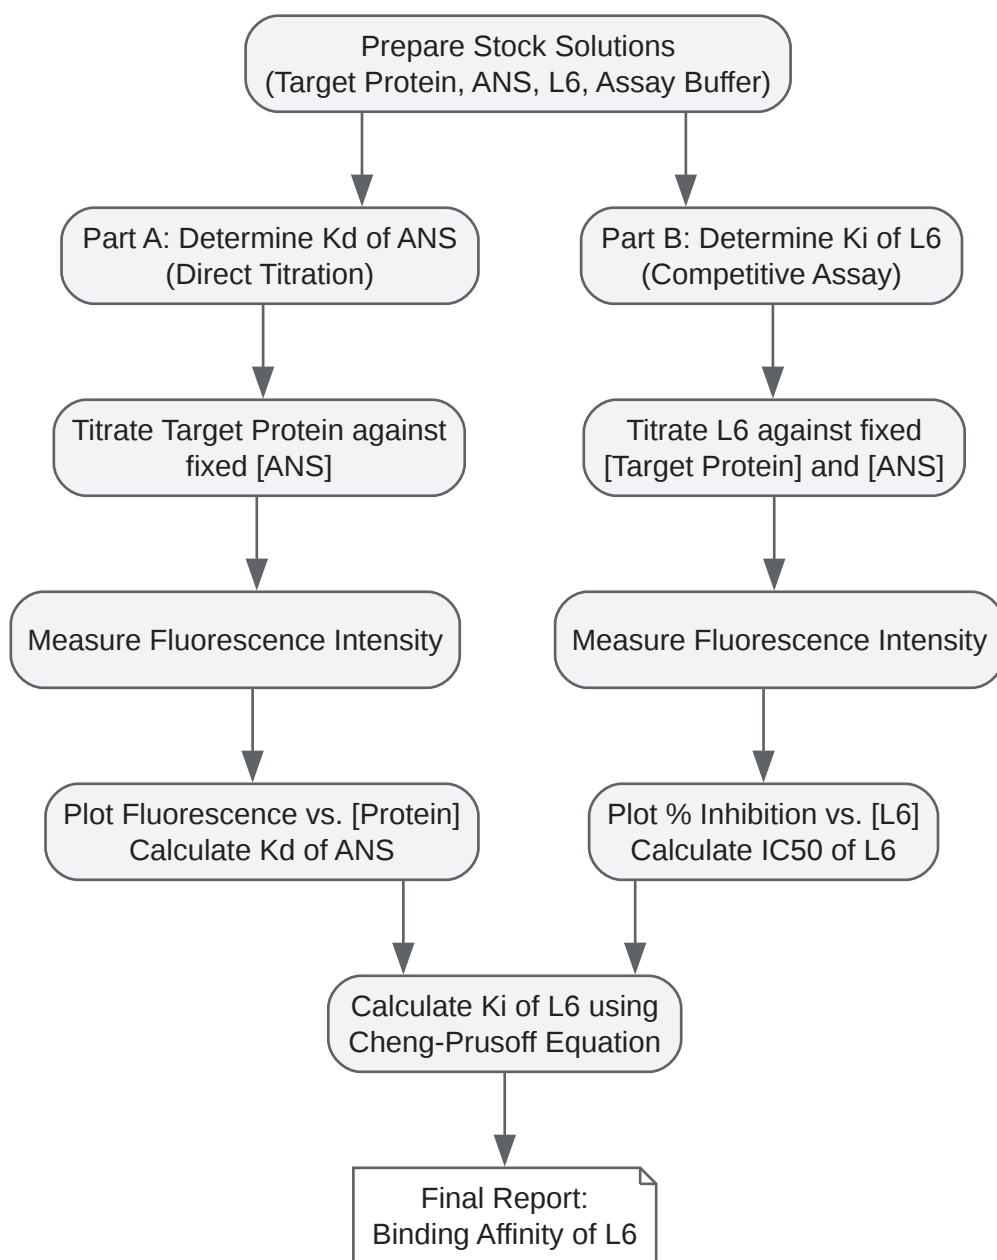 Prepare Stock Solutions
(Target Protein, ANS, L6, Assay Buffer)
Part A: Determine Kd of ANS
(Direct Titration)
Part B: Determine Ki of L6
(Competitive Assay)
Titrate Target Protein against
fixed [ANS]
Titrate L6 against fixed
[Target Protein] and [ANS]
Measure Fluorescence Intensity
Measure Fluorescence Intensity
Plot Fluorescence vs. [Protein]
Calculate Kd of ANS
Plot % Inhibition vs. [L6]
Calculate IC50 of L6
Calculate Ki of L6 using
Cheng-Prusoff Equation
Final Report:
Binding Affinity of L6